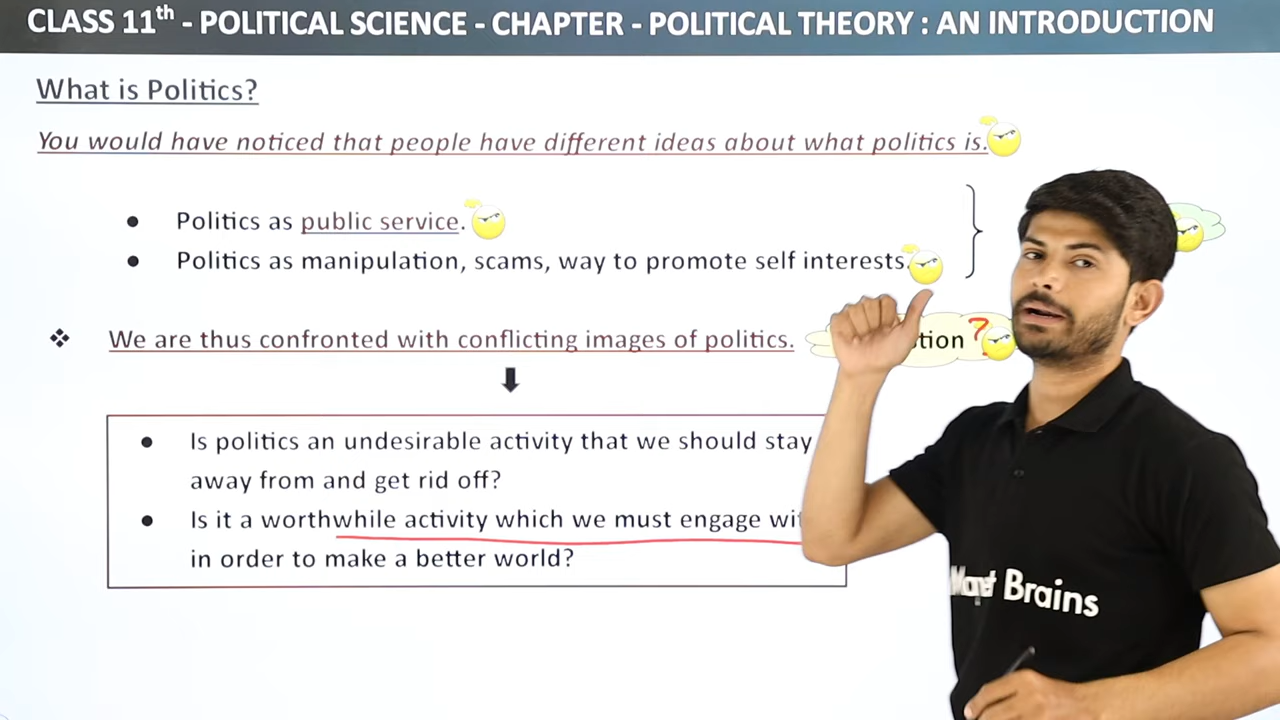 CLASS 11th - POLITICAL SCIENCE - CHAPTER - POLITICAL THEORY : AN INTRODUCTION
What is Politics?
You would have noticed that people have different ideas about what politics is.
● Politics as public service.
● Politics as manipulation, scams, way to promote self interests.
❖ We are thus confronted with conflicting images of politics.
?
● Is politics an undesirable activity that we should stay
away from and get rid off?
● Is it a worthwhile activity which we must engage
in order to make a better world?
Brains